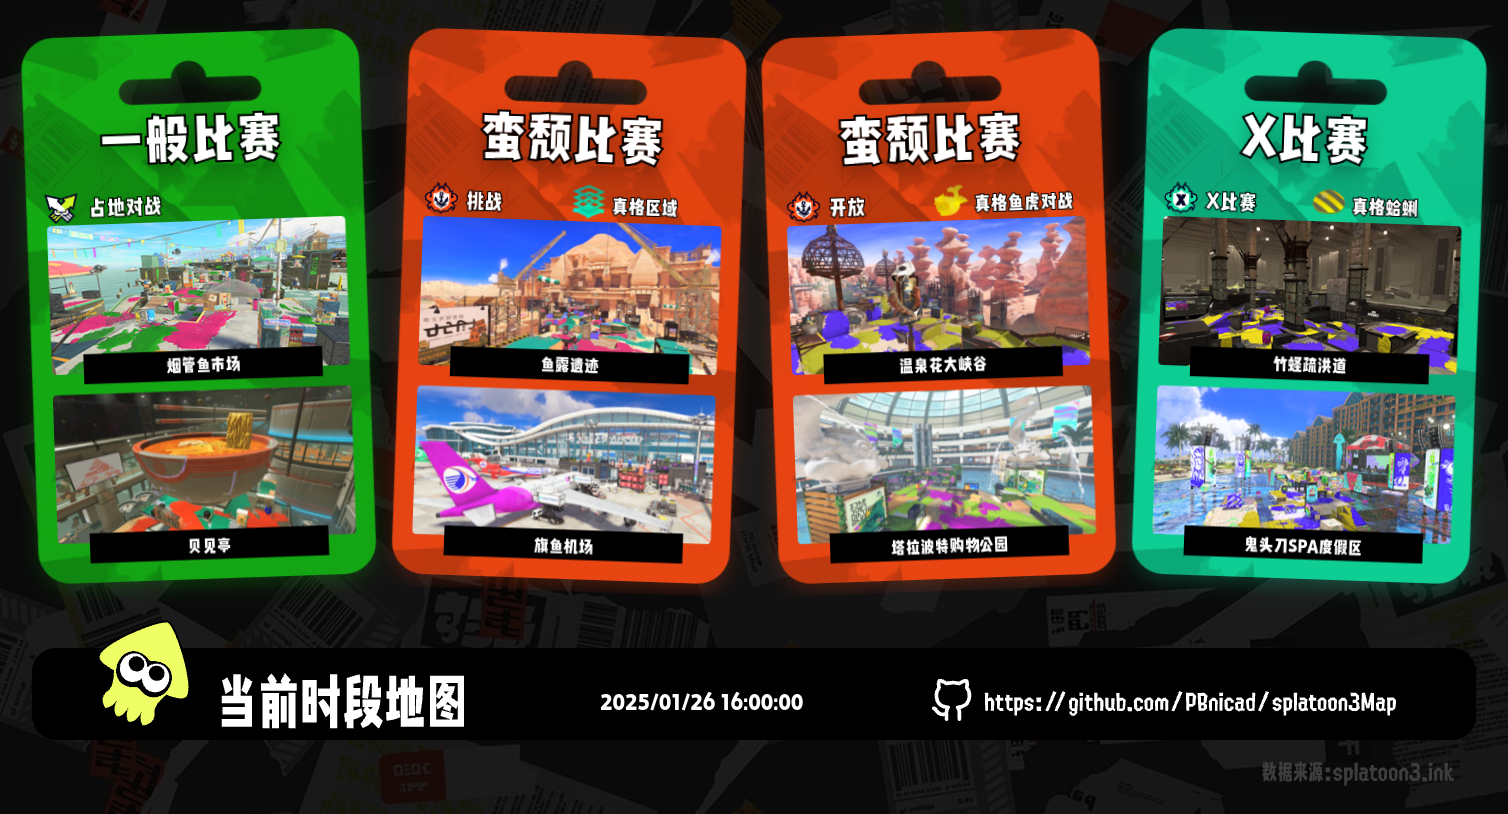 一般比赛
占地对战
烟管鱼市场
贝见亭
蛮颓比赛
挑战
真格区域
鱼露遗迹
旗鱼机场
蛮颓比赛
开放
真格鱼虎对战
温泉花大峡谷
塔拉波特购物公园
X比赛
X比赛
真格蛤蜊
竹蛏疏洪道
鬼头刀SPA度假区
当前时段地图
2025/01/26 16:00:00
https://github.com/PBnicad/splatoon3Map
数据来源:splatoon3.ink